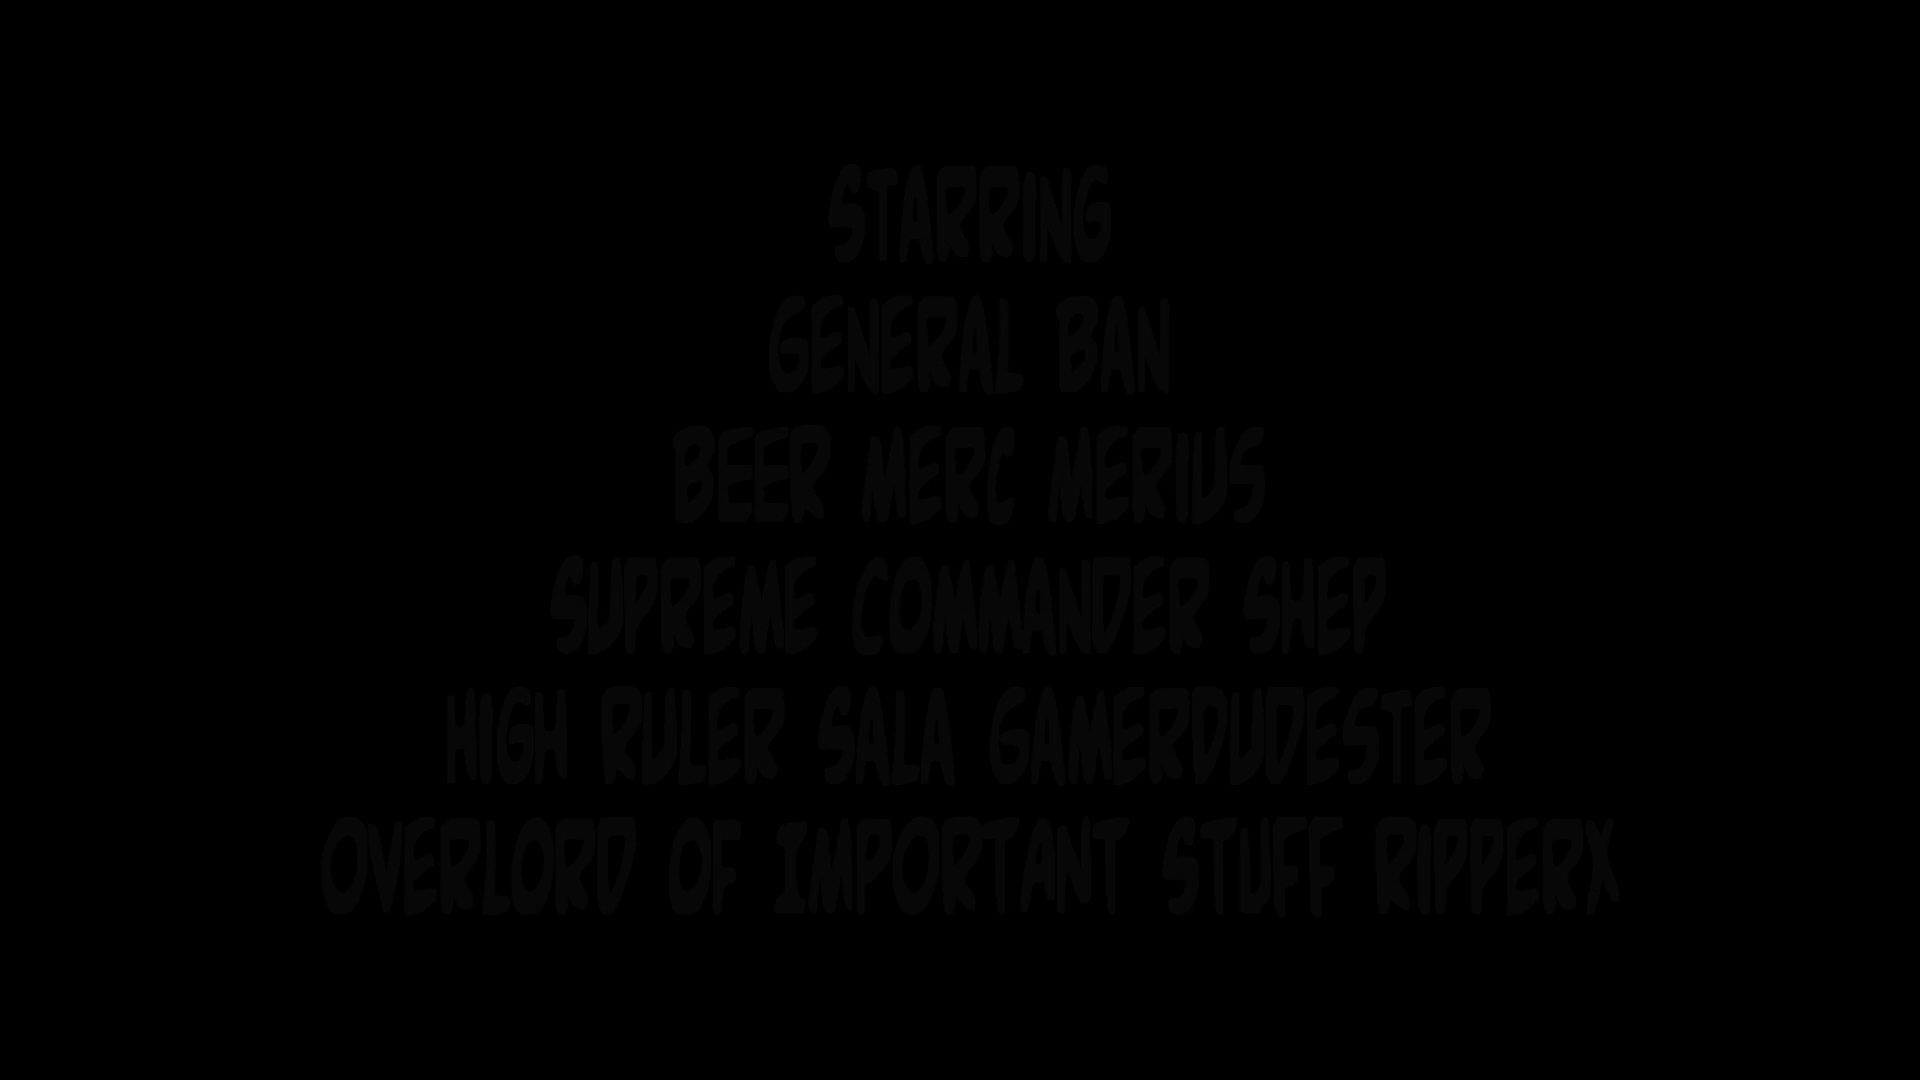 STARRING
GENERAL BAN
BEER MERC MERIUS
SUPREME COMMANDER SHEP
HIGH RULER SALA GAMERDUDESTER
OVERLORD OF IMPORTANT STUFF RIPPERX